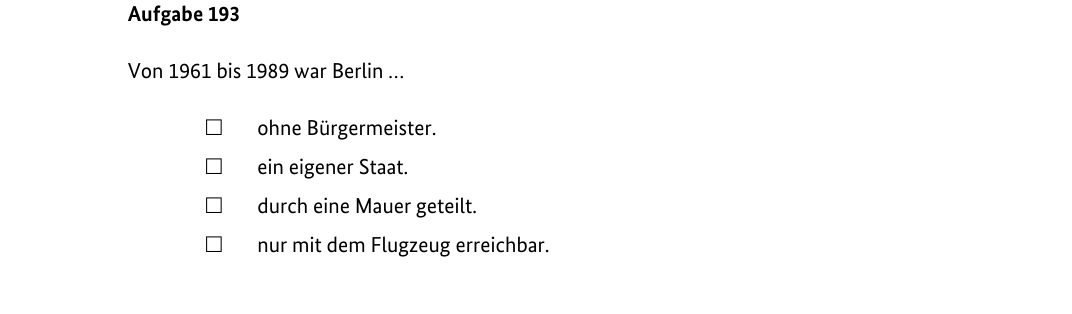 Aufgabe 193
Von 1961 bis 1989 war Berlin …
☐ ohne Bürgermeister.
☐ ein eigener Staat.
☐ durch eine Mauer geteilt.
☐ nur mit dem Flugzeug erreichbar.